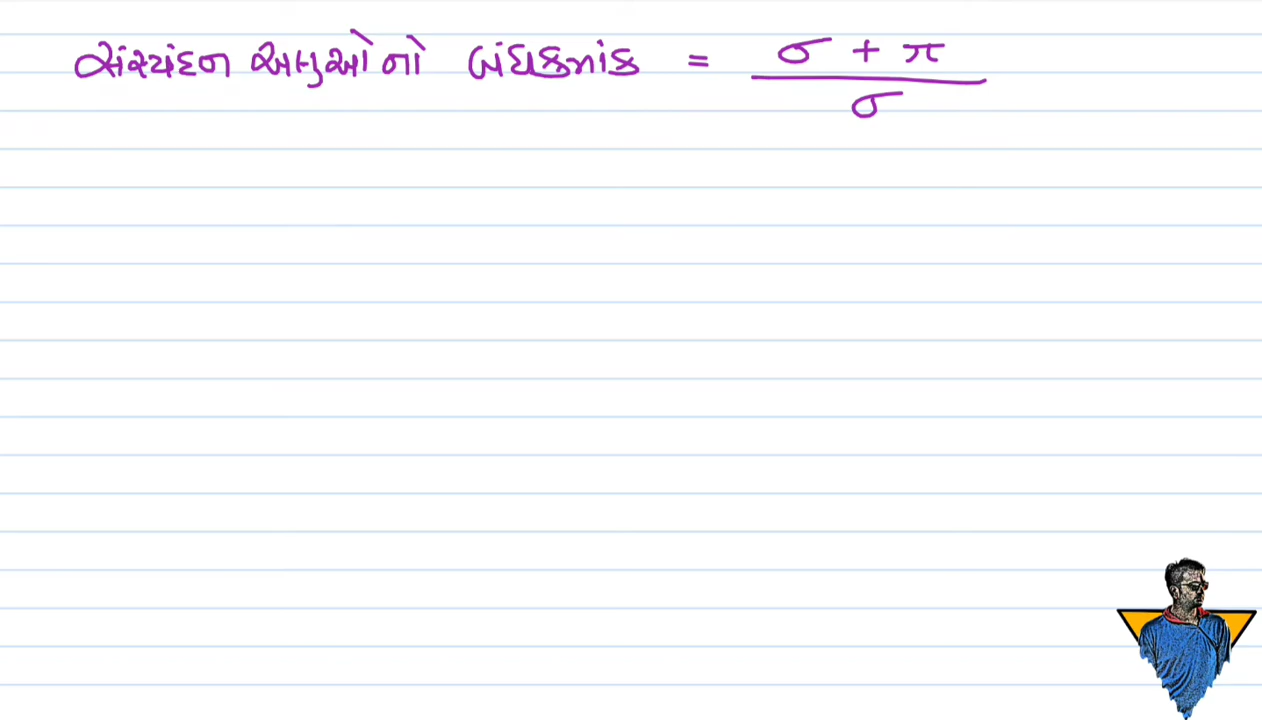 સંસ્પંદન અણુઓનો બંધક્રમાંક = (σ + π) / σ